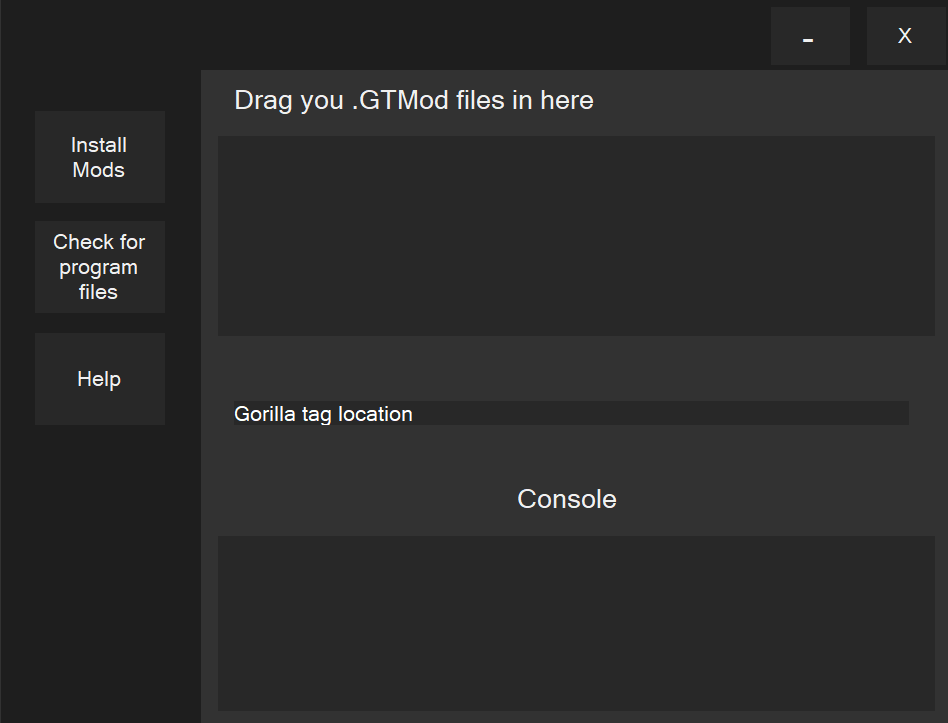 -
X
Drag you .GTMod files in here
Install
Mods
Check for
program
files
Help
Gorilla tag location
Console